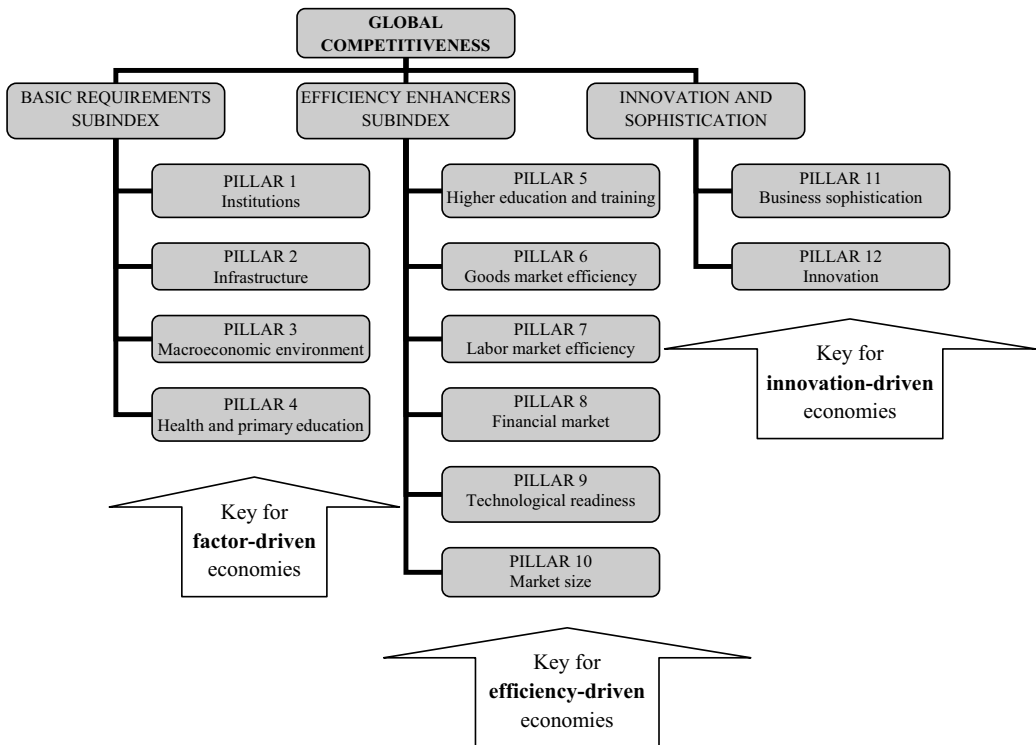 GLOBAL
COMPETITIVENESS
BASIC REQUIREMENTS
SUBINDEX
EFFICIENCY ENHANCERS
SUBINDEX
INNOVATION AND
SOPHISTICATION
PILLAR 1
Institutions
PILLAR 2
Infrastructure
PILLAR 3
Macroeconomic environment
PILLAR 4
Health and primary education
Key for
factor-driven
economies
PILLAR 5
Higher education and training
PILLAR 6
Goods market efficiency
PILLAR 7
Labor market efficiency
PILLAR 8
Financial market
PILLAR 9
Technological readiness
PILLAR 10
Market size
Key for
efficiency-driven
economies
PILLAR 11
Business sophistication
PILLAR 12
Innovation
Key for
innovation-driven
economies